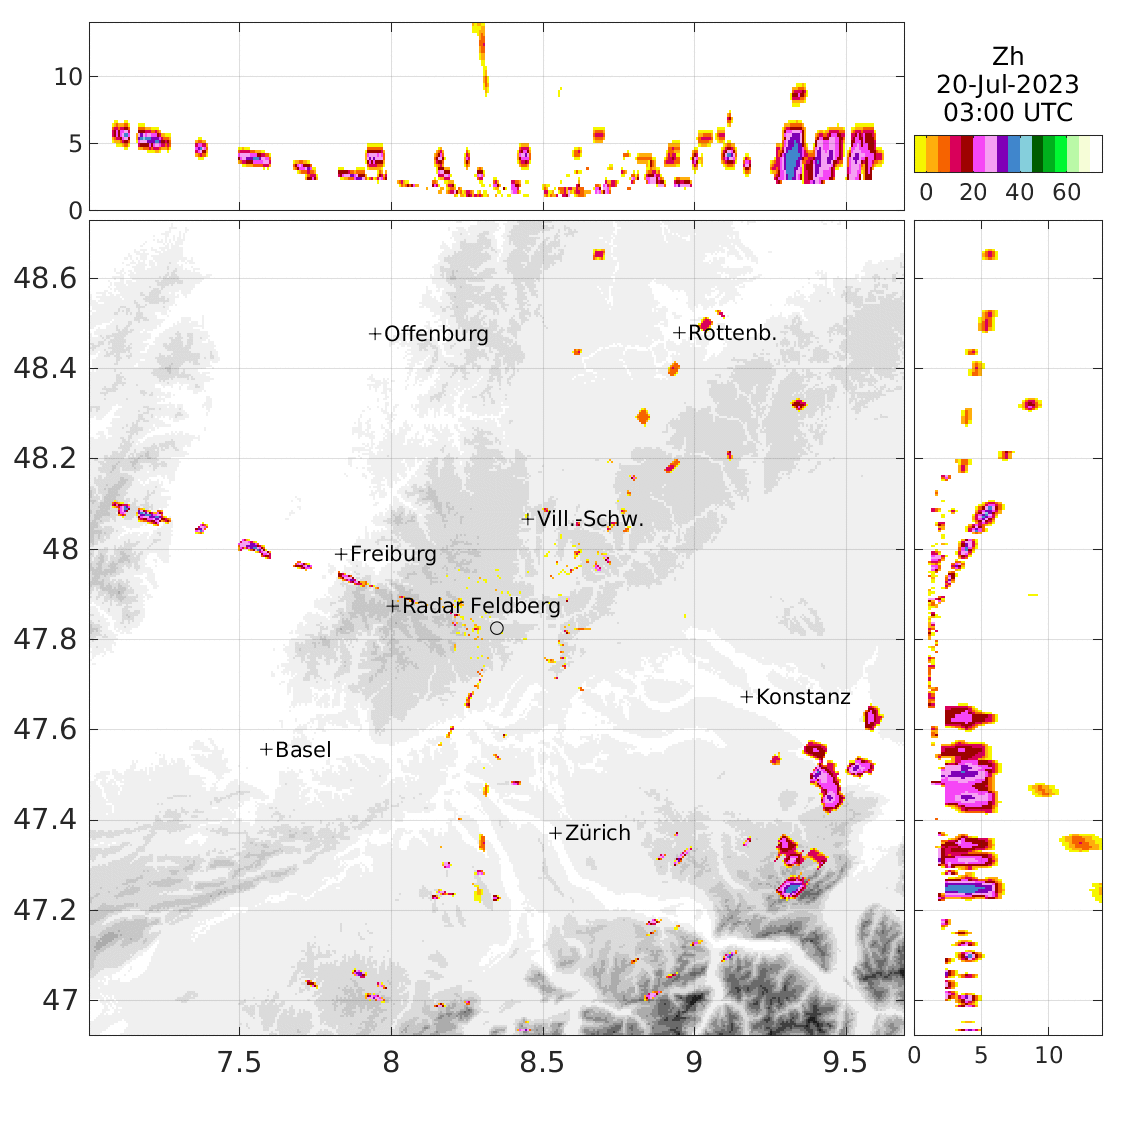 Zh
20-Jul-2023
03:00 UTC
0 20 40 60
10
5
0
48.6
48.4
48.2
48
47.8
47.6
47.4
47.2
47
+Offenburg
+Rottenb.
+Vill.-Schw.
+Freiburg
+Radar Feldberg
+Konstanz
+Basel
+Zürich
7.5 8 8.5 9 9.5
0 5 10